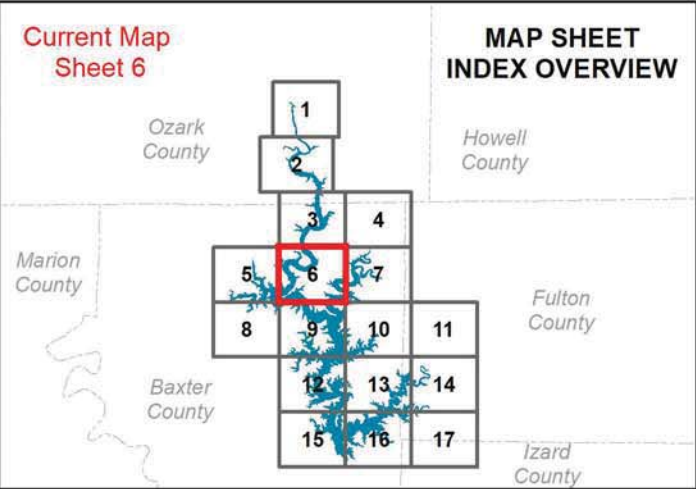 Current Map
Sheet 6
MAP SHEET
INDEX OVERVIEW
1
Ozark
County
Howell
County
2
3
4
Marion
County
5
6
7
Fulton
County
8
9
10
11
Baxter
County
12
13
14
15
16
17
Izard
County